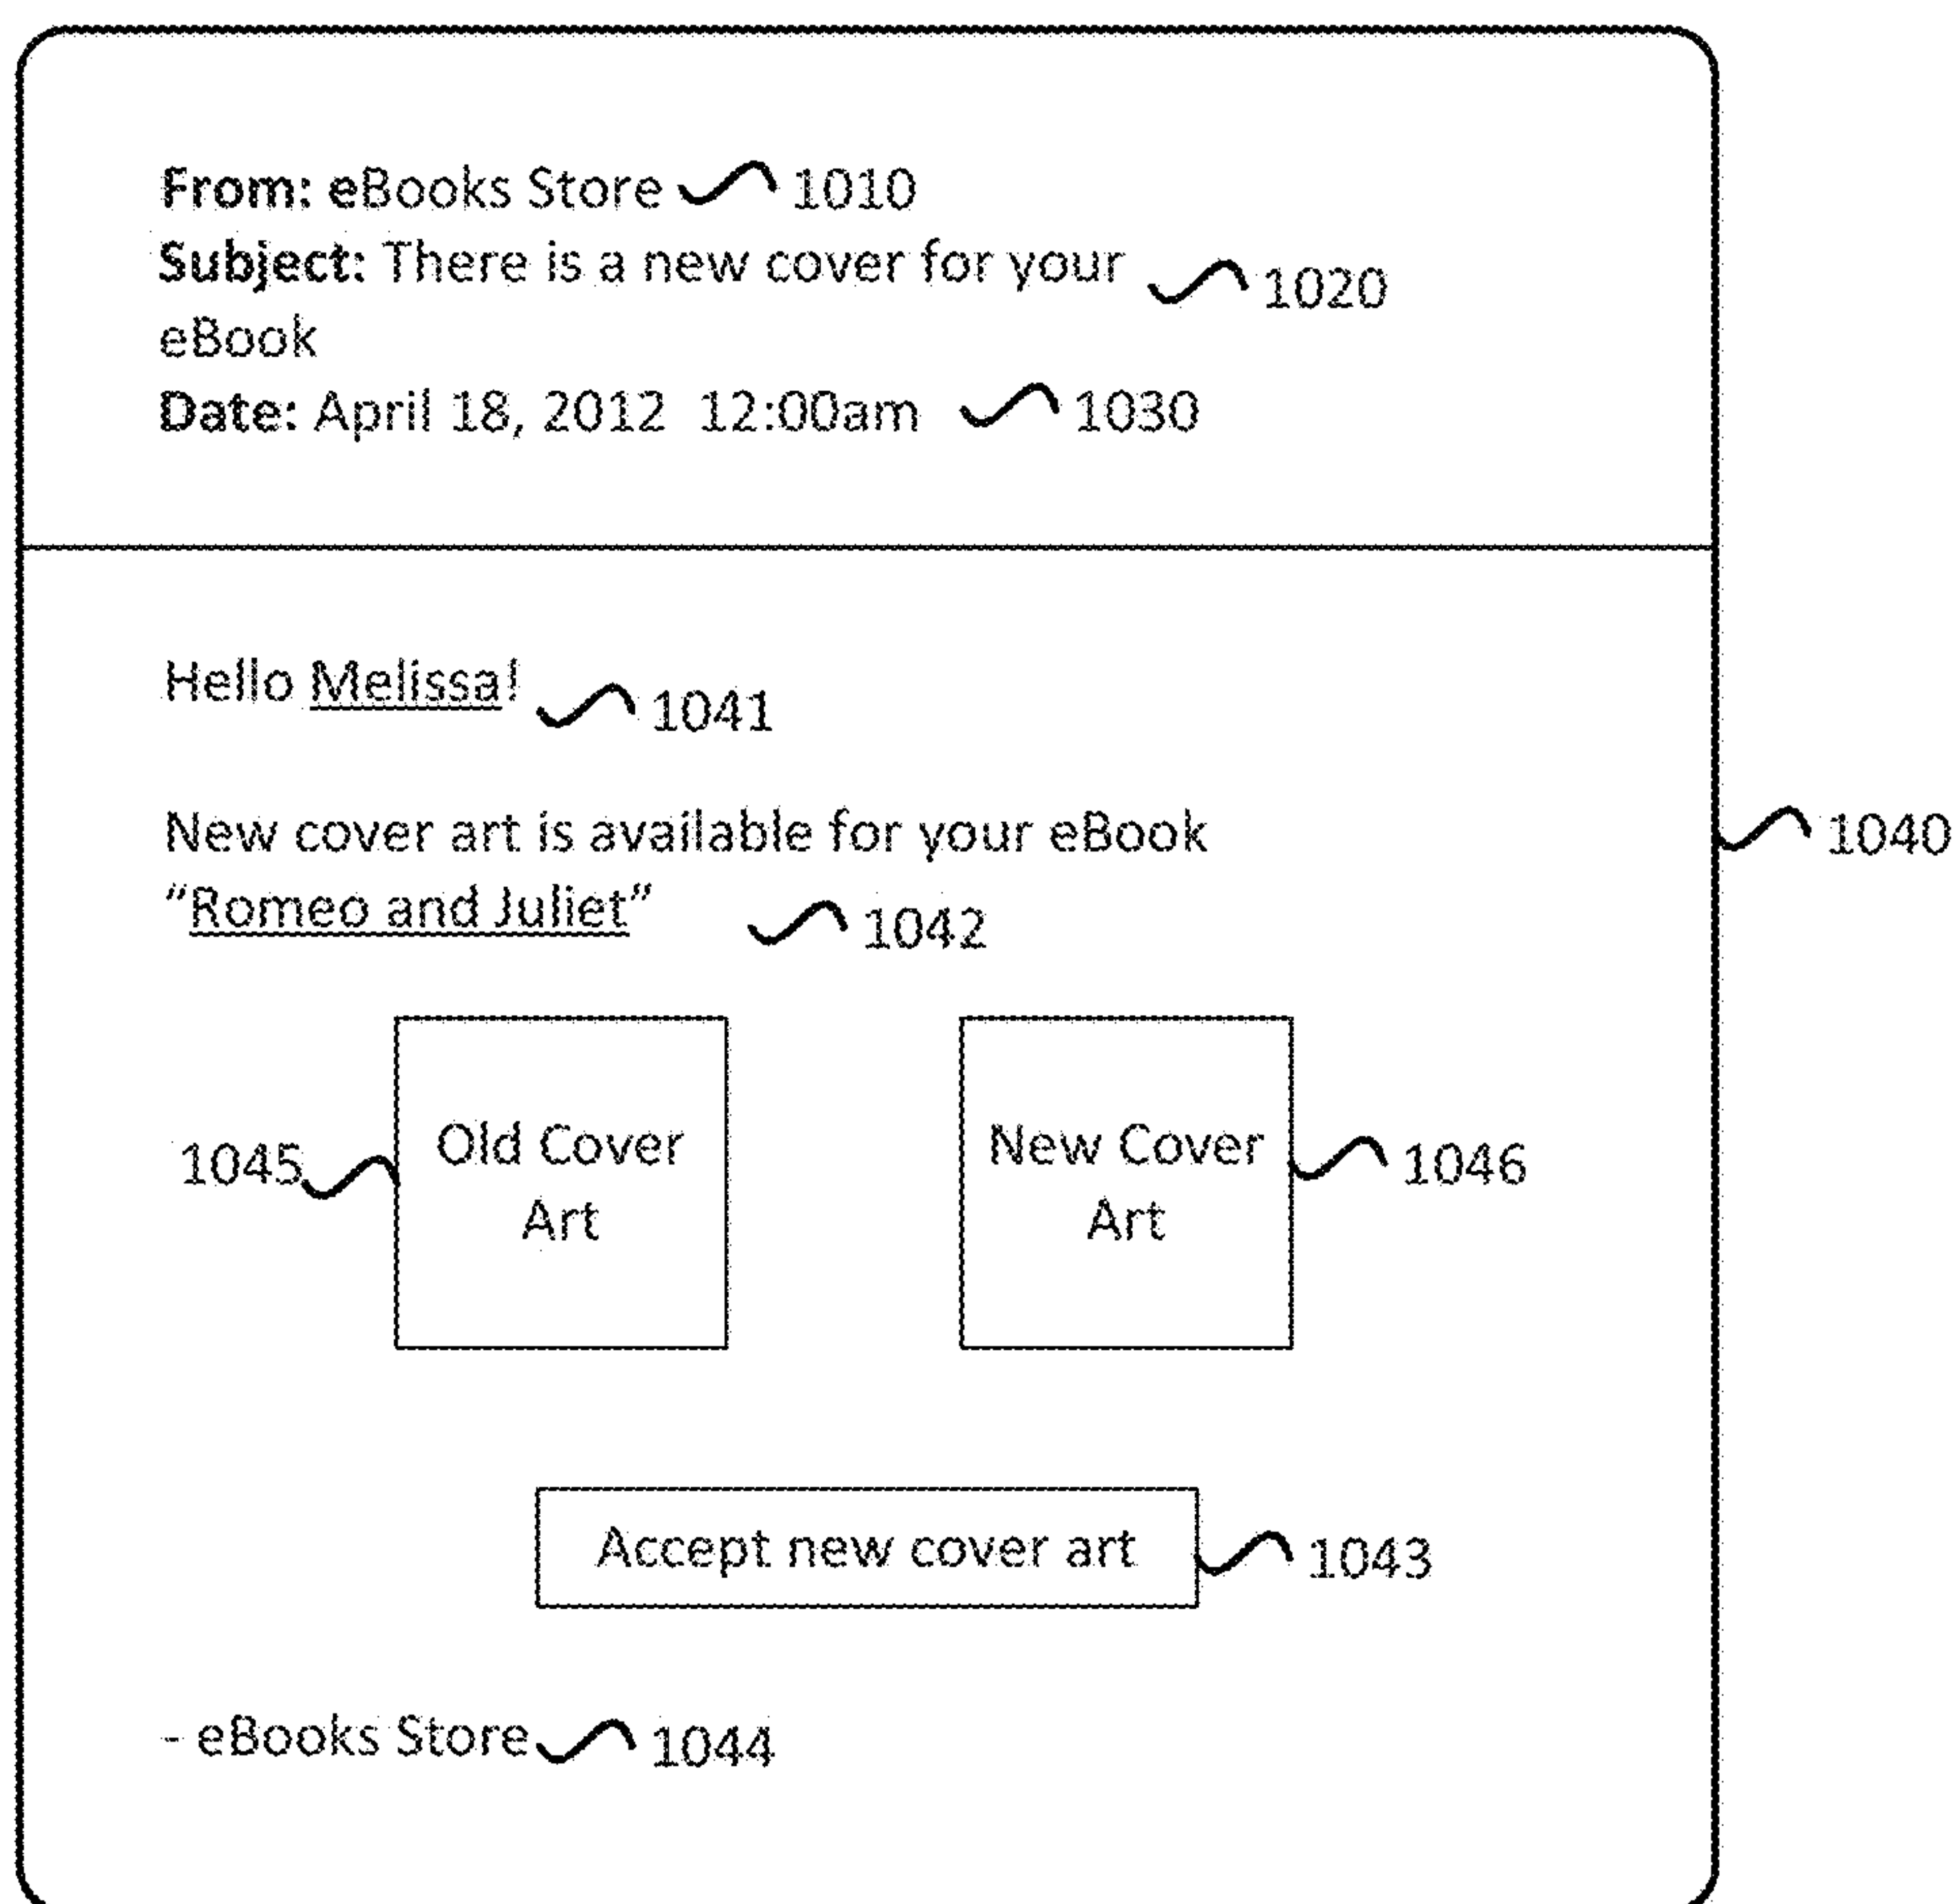 From: eBooks Store 1010
Subject: There is a new cover for your 1020
eBook
Date: April 18, 2012 12:00am 1030
Hello Melissa! 1041
New cover art is available for your eBook
1040
“Romeo and Juliet” 1042
Old Cover
Art
1045
New Cover
Art
1046
Accept new cover art 1043
- eBooks Store 1044